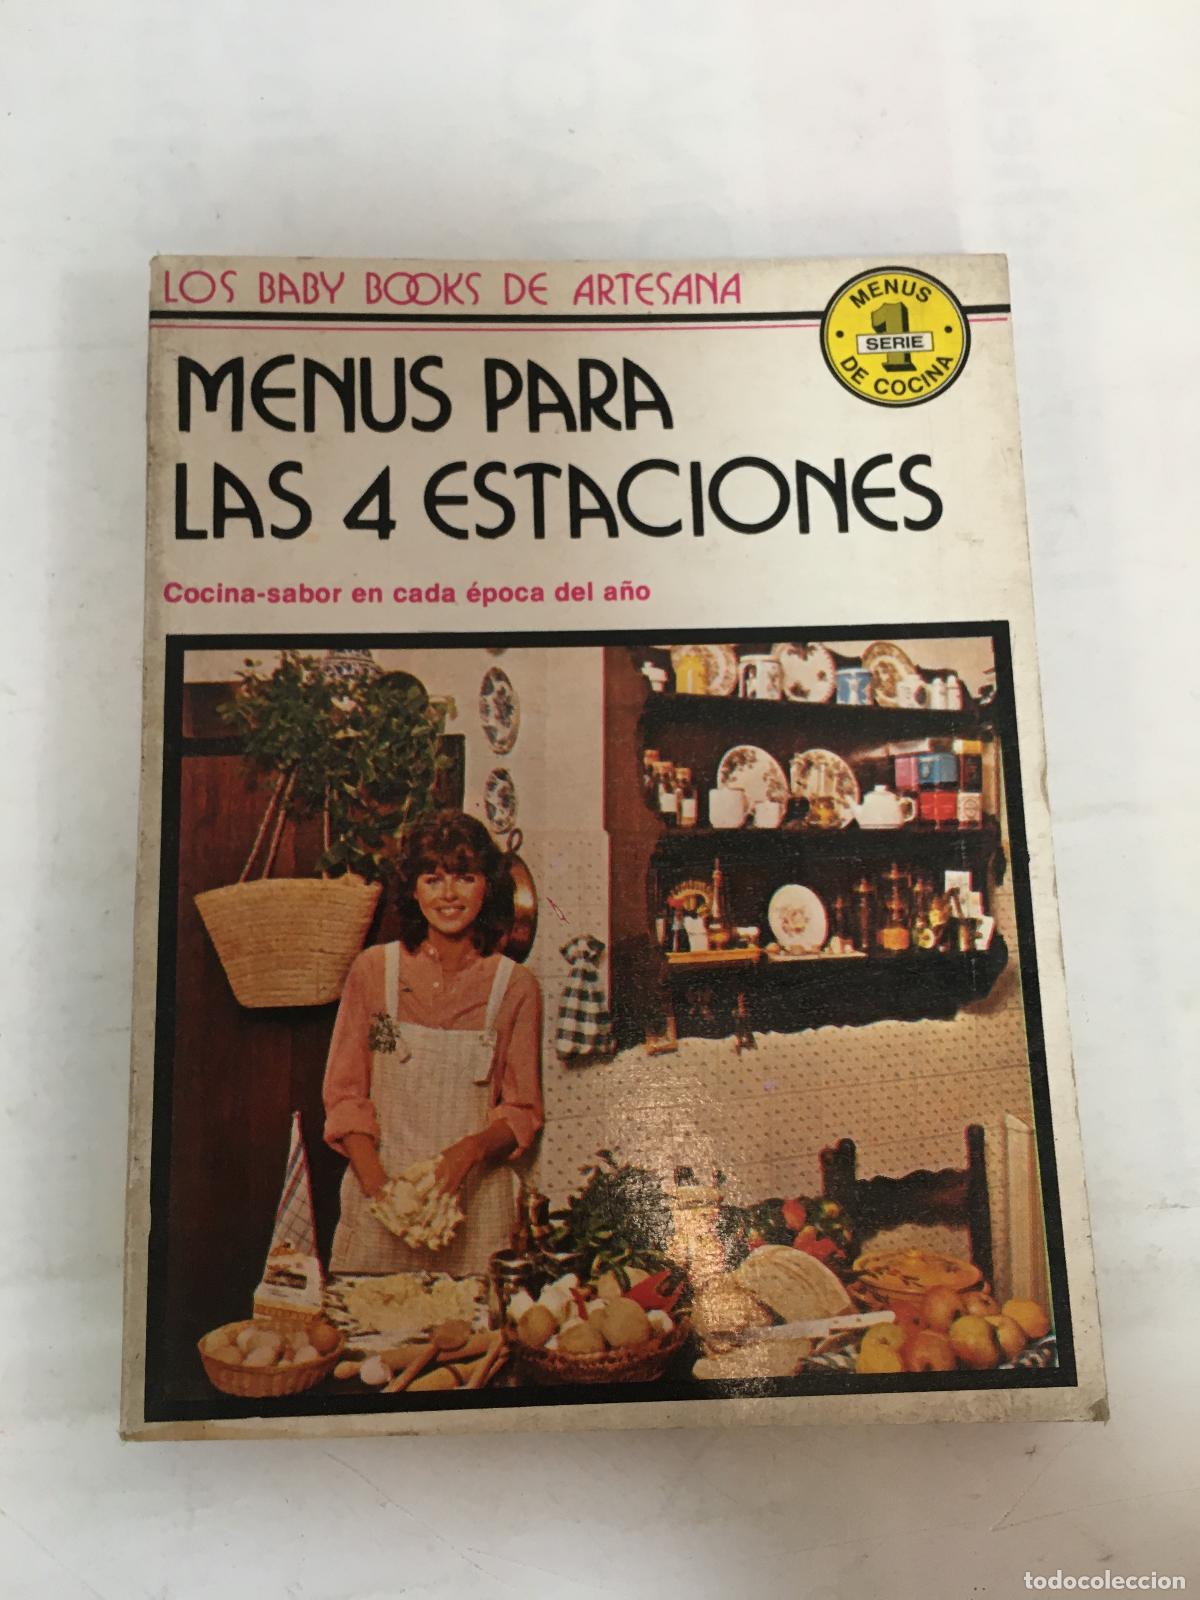 LOS BABY BOOKS DE ARTESANA
MENUS
1
SERIE
DE COCINA
MENUS PARA
LAS 4 ESTACIONES
Cocina-sabor en cada época del año
todocoleccion